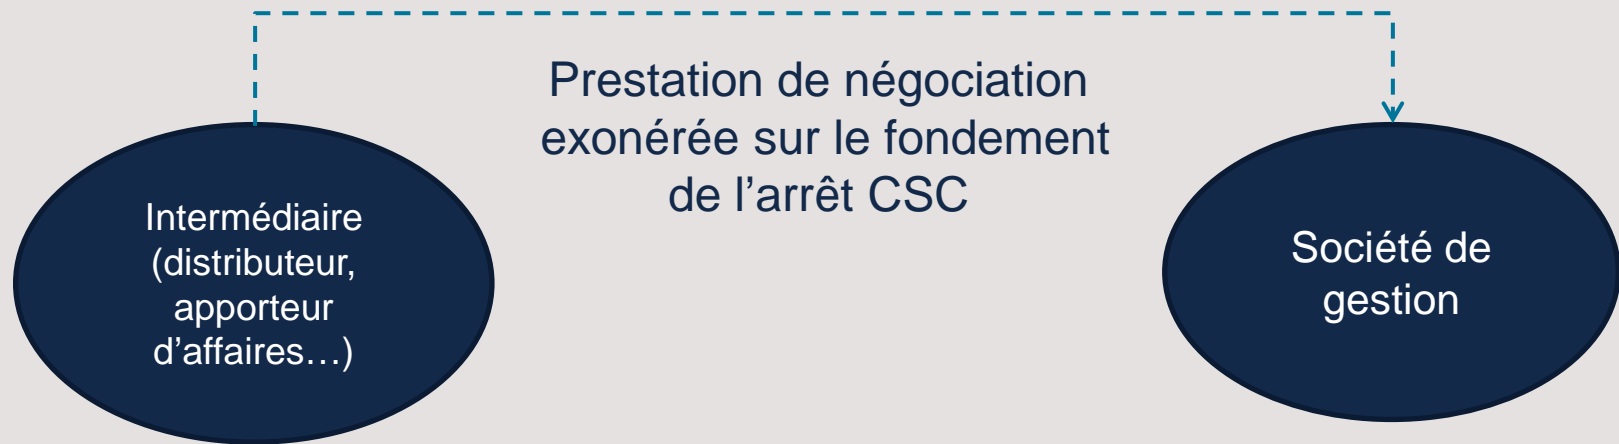 Prestation de négociation
exonérée sur le fondement
de l’arrêt CSC
Intermédiaire
(distributeur,
apporteur
d’affaires…)
Société de
gestion